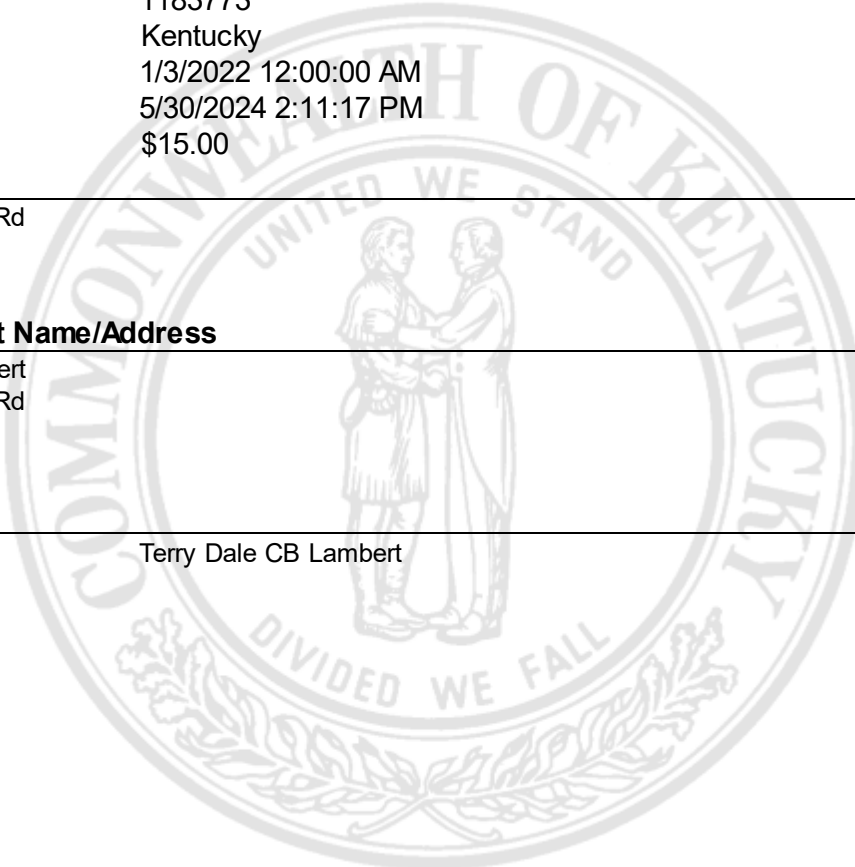 1183773
Kentucky
1/3/2022 12:00:00 AM
5/30/2024 2:11:17 PM
$15.00
Rd
t Name/Address
ert
Rd
Terry Dale CB Lambert
COMMONWEALTH OF KENTUCKY
UNITED WE STAND
DIVIDED WE FALL